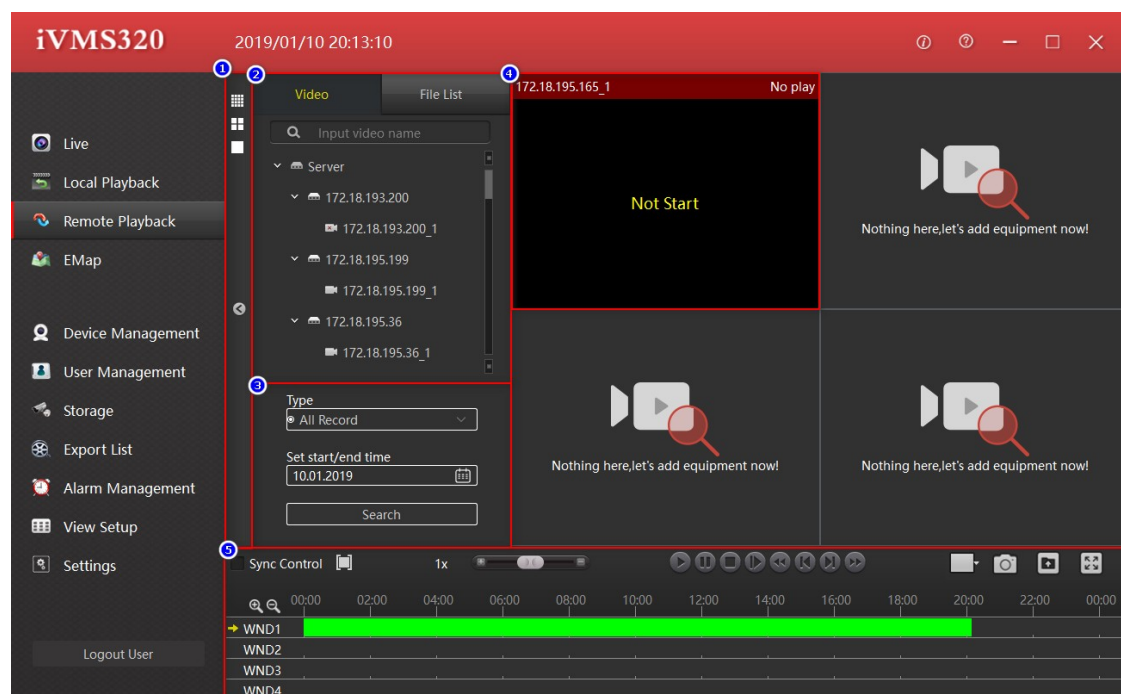 iVMS320 2019/01/10 20:13:10
1
2
Video File List
Input video name
Server
172.18.193.200
172.18.193.200_1
172.18.195.199
172.18.195.199_1
172.18.195.36
172.18.195.36_1
3
Type
All Record
Set start/end time
10.01.2019
Search
4
172.18.195.165_1 No play
Not Start
Nothing here,let's add equipment now!
Nothing here,let's add equipment now!
Nothing here,let's add equipment now!
Live
Local Playback
Remote Playback
EMap
Device Management
User Management
Storage
Export List
Alarm Management
View Setup
Settings
Logout User
5
Sync Control 1x
00:00 02:00 04:00 06:00 08:00 10:00 12:00 14:00 16:00 18:00 20:00 22:00 00:00
WND1
WND2
WND3
WND4